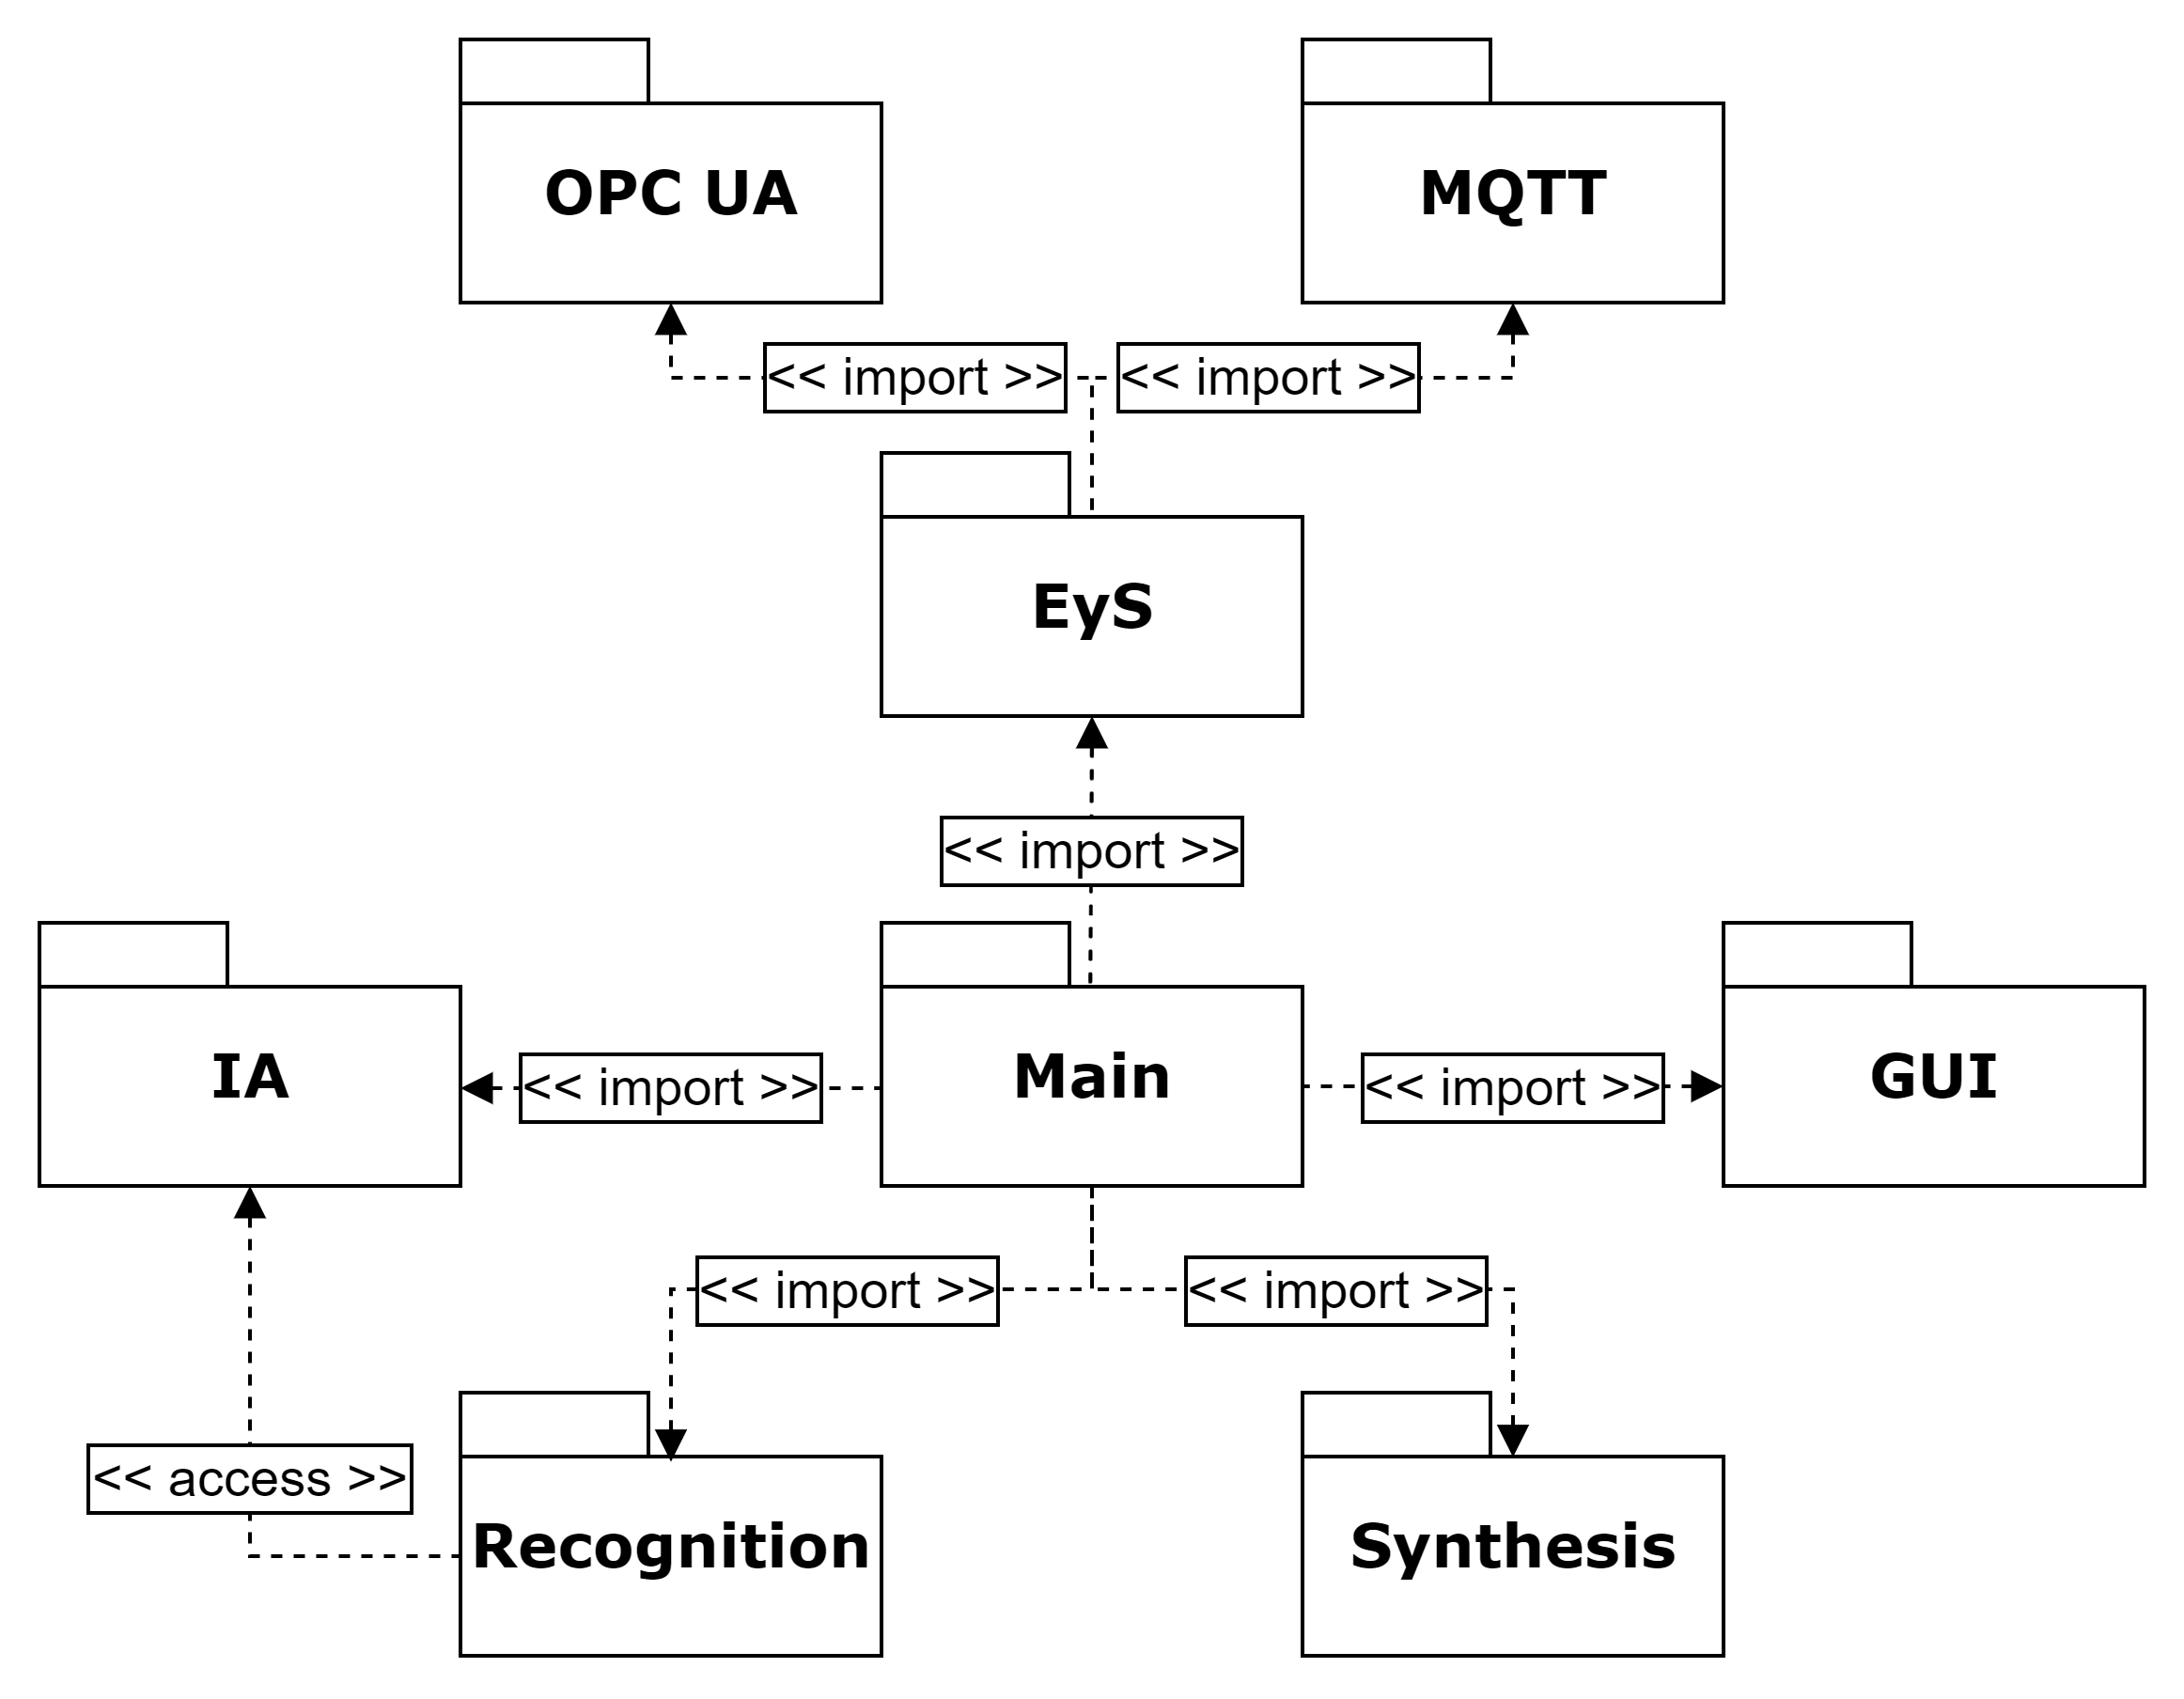 OPC UA
MQTT
<< import >>
<< import >>
EyS
<< import >>
IA
<< import >>
Main
<< import >>
GUI
<< import >>
<< import >>
<< access >>
Recognition
Synthesis